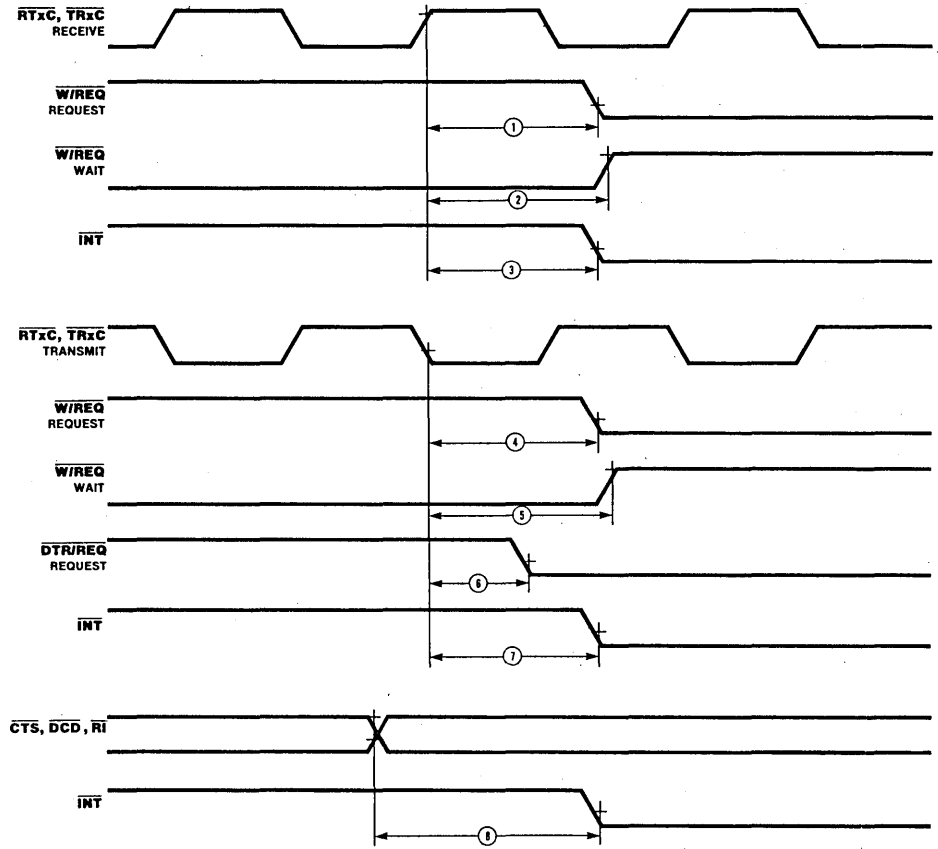 RTxC, TRxC
RECEIVE
W/REQ
REQUEST
1
W/REQ
WAIT
2
INT
3
RTxC, TRxC
TRANSMIT
W/REQ
REQUEST
4
W/REQ
WAIT
5
DTR/REQ
REQUEST
6
INT
7
CTS, DCD, RI
INT
8